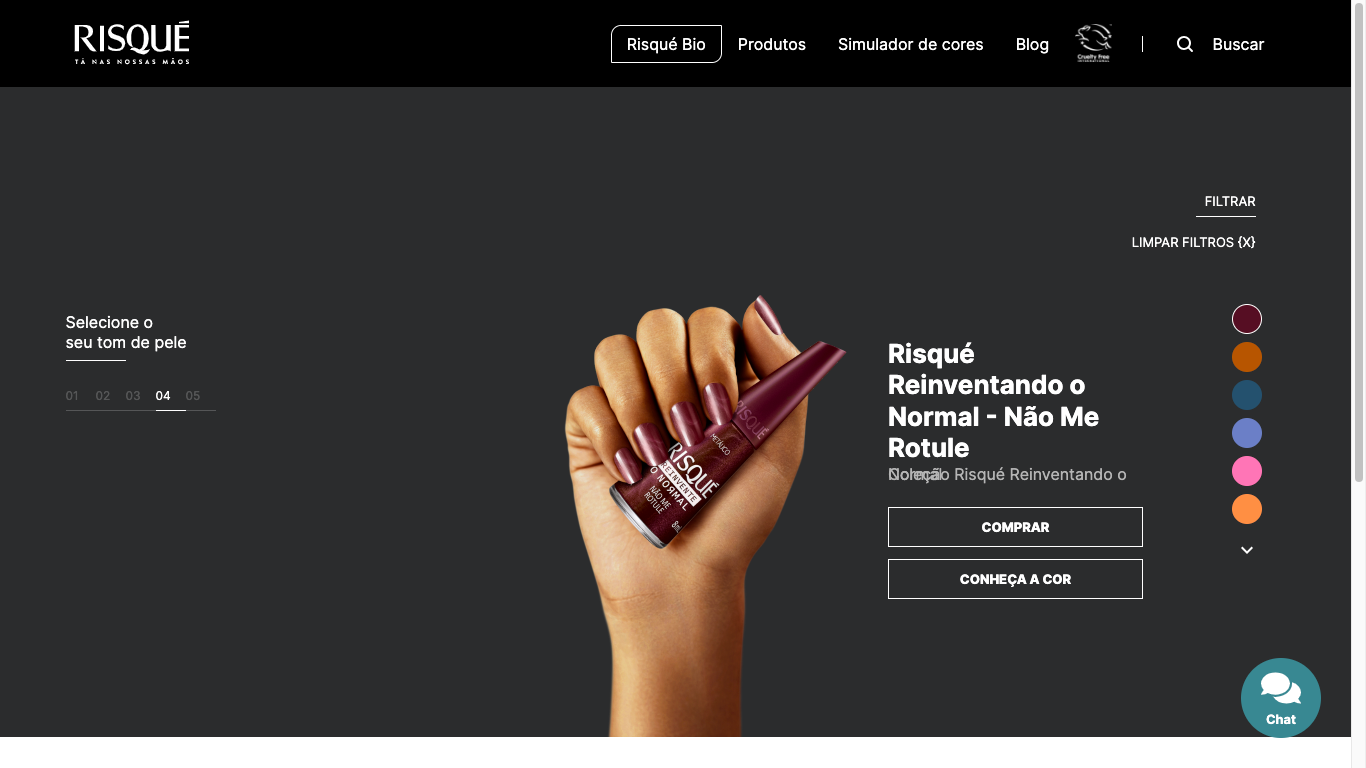 RISQUÉ
TÁ NAS NOSSAS MÃOS
Risqué Bio
Produtos
Simulador de cores
Blog
Cruelty Free
Buscar
FILTRAR
LIMPAR FILTROS {X}
Selecione o
seu tom de pele
01 02 03 04 05
RISQUÉ
METÁLICO
RISQUÉ
REINVENTE
O NORMAL
NÃO ME
ROTULE
8ml
Risqué
Reinventando o
Normal - Não Me
Rotule
Coleção Risqué Reinventando o
Normal
COMPRAR
CONHEÇA A COR
Chat